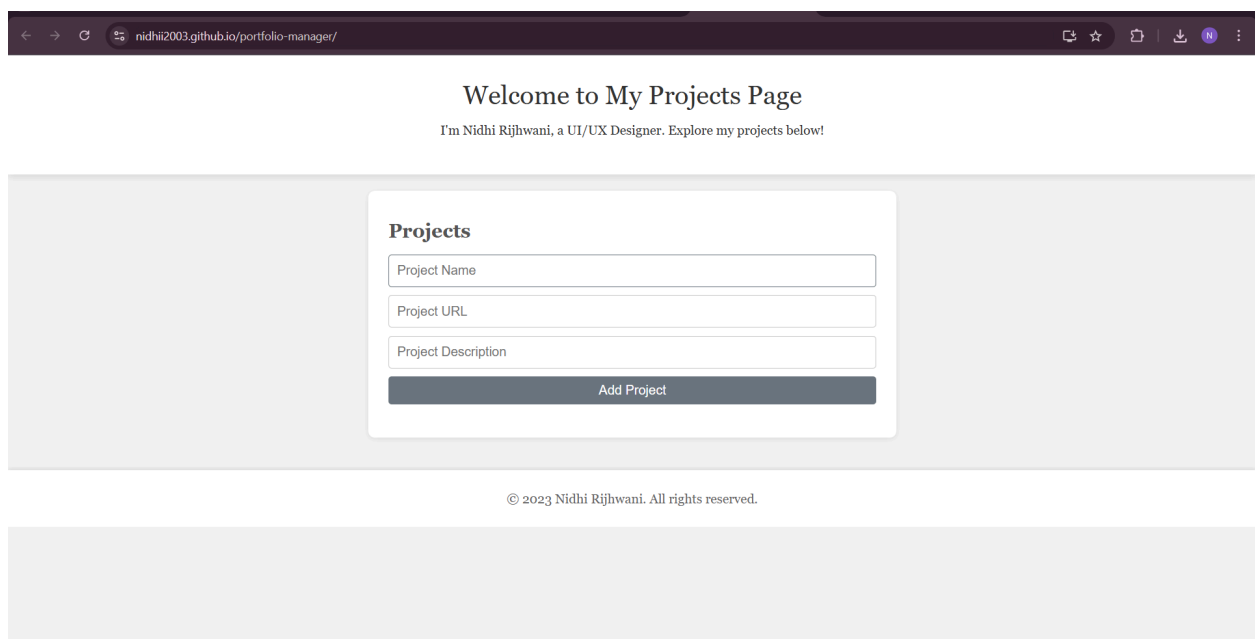 nidhii2003.github.io/portfolio-manager/
N
Welcome to My Projects Page
I'm Nidhi Rijhwani, a UI/UX Designer. Explore my projects below!
Projects
Project Name
Project URL
Project Description
Add Project
© 2023 Nidhi Rijhwani. All rights reserved.